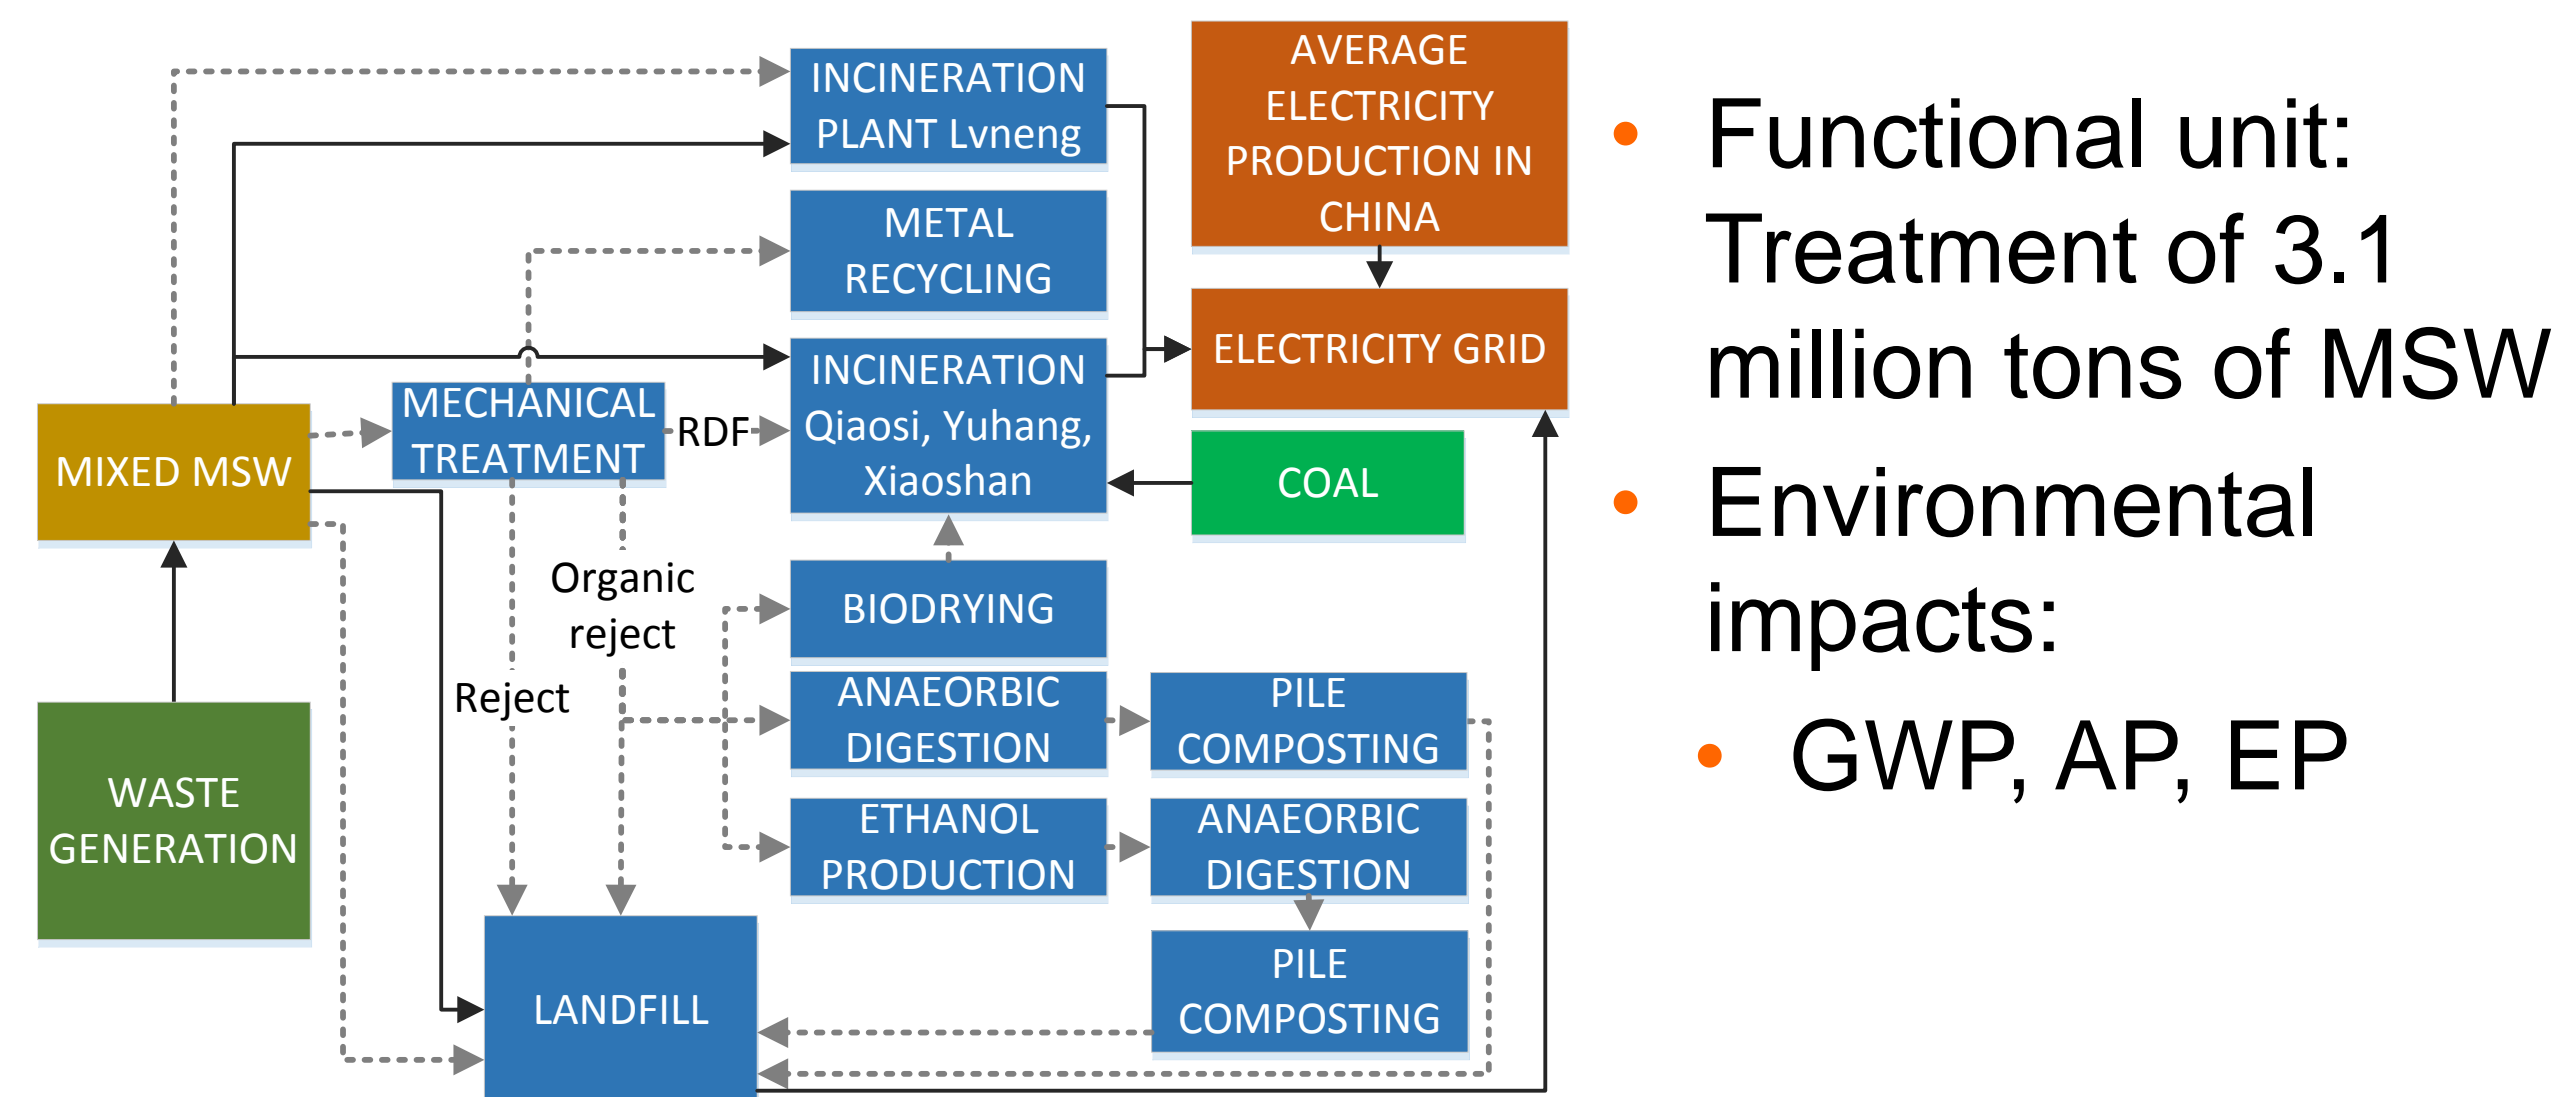 INCINERATION
PLANT Lvneng
METAL
RECYCLING
INCINERATION
Qiaosi, Yuhang,
Xiaoshan
AVERAGE
ELECTRICITY
PRODUCTION IN
CHINA
ELECTRICITY GRID
COAL
MIXED MSW
MECHANICAL
TREATMENT
RDF
Organic
reject
Reject
BIODRYING
ANAEORBIC
DIGESTION
PILE
COMPOSTING
ETHANOL
PRODUCTION
ANAEORBIC
DIGESTION
PILE
COMPOSTING
WASTE
GENERATION
LANDFILL
• Functional unit:
Treatment of 3.1
million tons of MSW
• Environmental
impacts:
• GWP, AP, EP